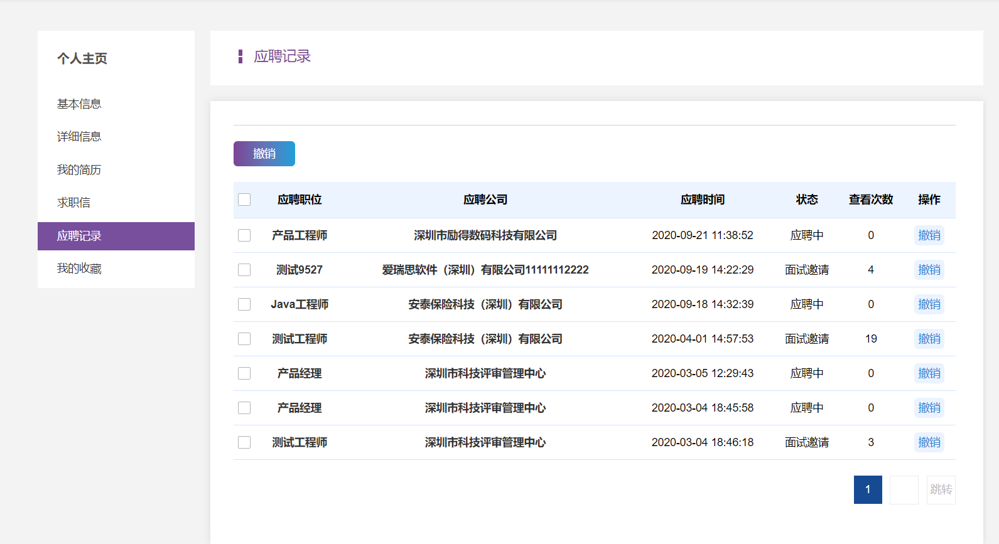 个人主页
基本信息
详细信息
我的简历
求职信
应聘记录
我的收藏
应聘记录
撤销
应聘职位 应聘公司 应聘时间 状态 查看次数 操作
产品工程师 深圳市励得数码科技有限公司 2020-09-21 11:38:52 应聘中 0 撤销
测试9527 爱瑞思软件（深圳）有限公司11111112222 2020-09-19 14:22:29 面试邀请 4 撤销
Java工程师 安泰保险科技（深圳）有限公司 2020-09-18 14:32:39 应聘中 0 撤销
测试工程师 安泰保险科技（深圳）有限公司 2020-04-01 14:57:53 面试邀请 19 撤销
产品经理 深圳市科技评审管理中心 2020-03-05 12:29:43 应聘中 0 撤销
产品经理 深圳市科技评审管理中心 2020-03-04 18:45:58 应聘中 0 撤销
测试工程师 深圳市科技评审管理中心 2020-03-04 18:46:18 面试邀请 3 撤销
1 跳转